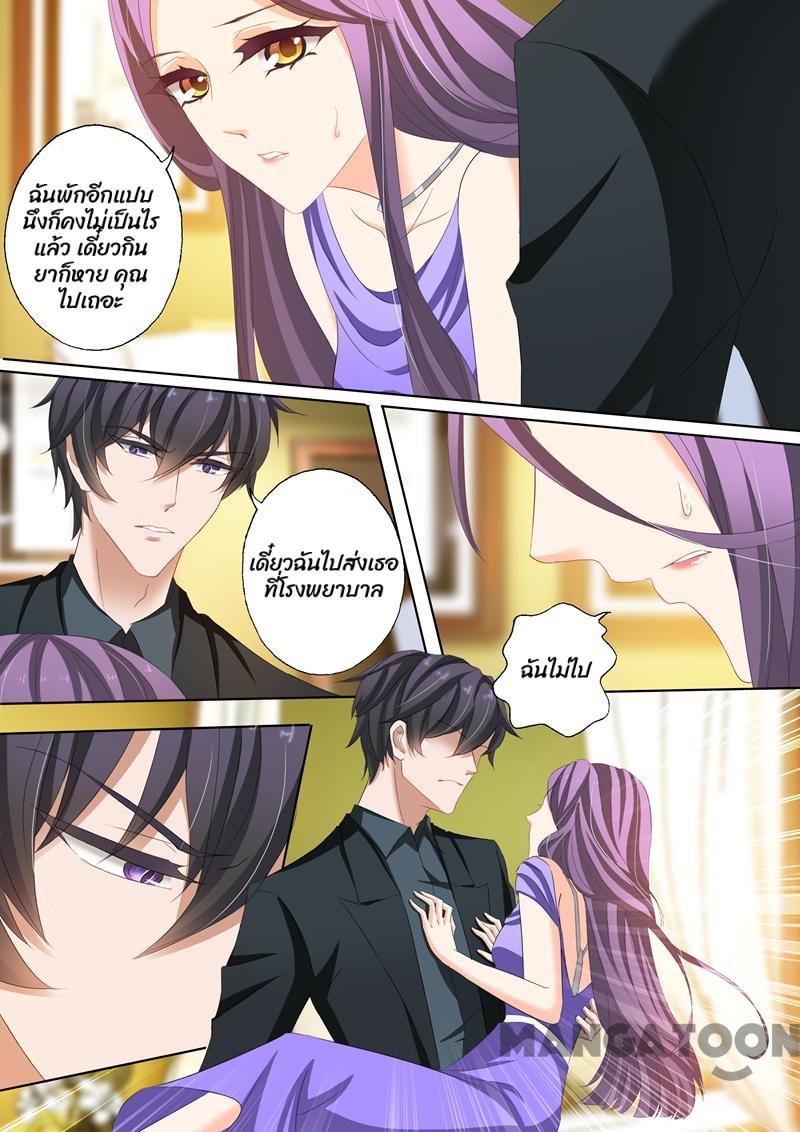 ฉันพักอีกแปบ
นึงก็คงไม่เป็นไร
แล้ว เดี๋ยวกิน
ยาก็หาย คุณ
ไปเถอะ
เดี๋ยวฉันไปส่งเธอ
ที่โรงพยาบาล
ฉันไม่ไป
MANGATOON